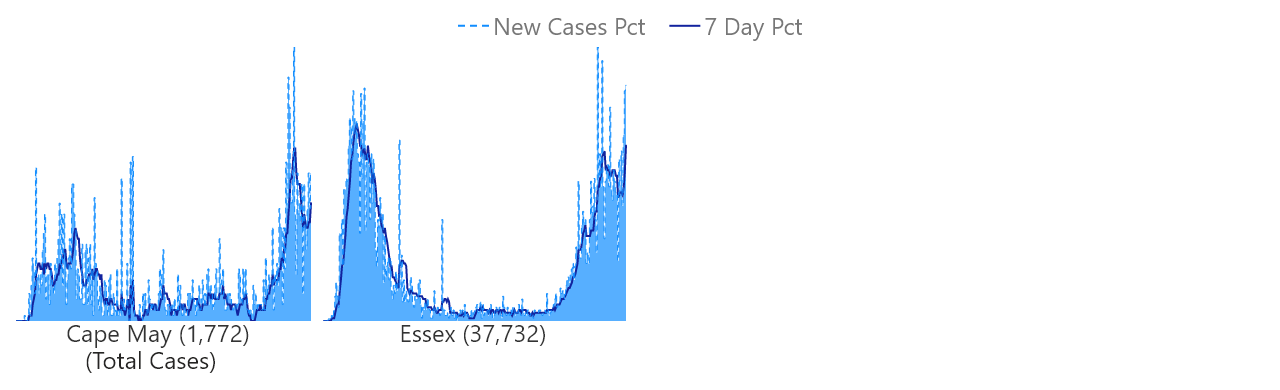 New Cases Pct 7 Day Pct
Cape May (1,772) Essex (37,732)
(Total Cases)